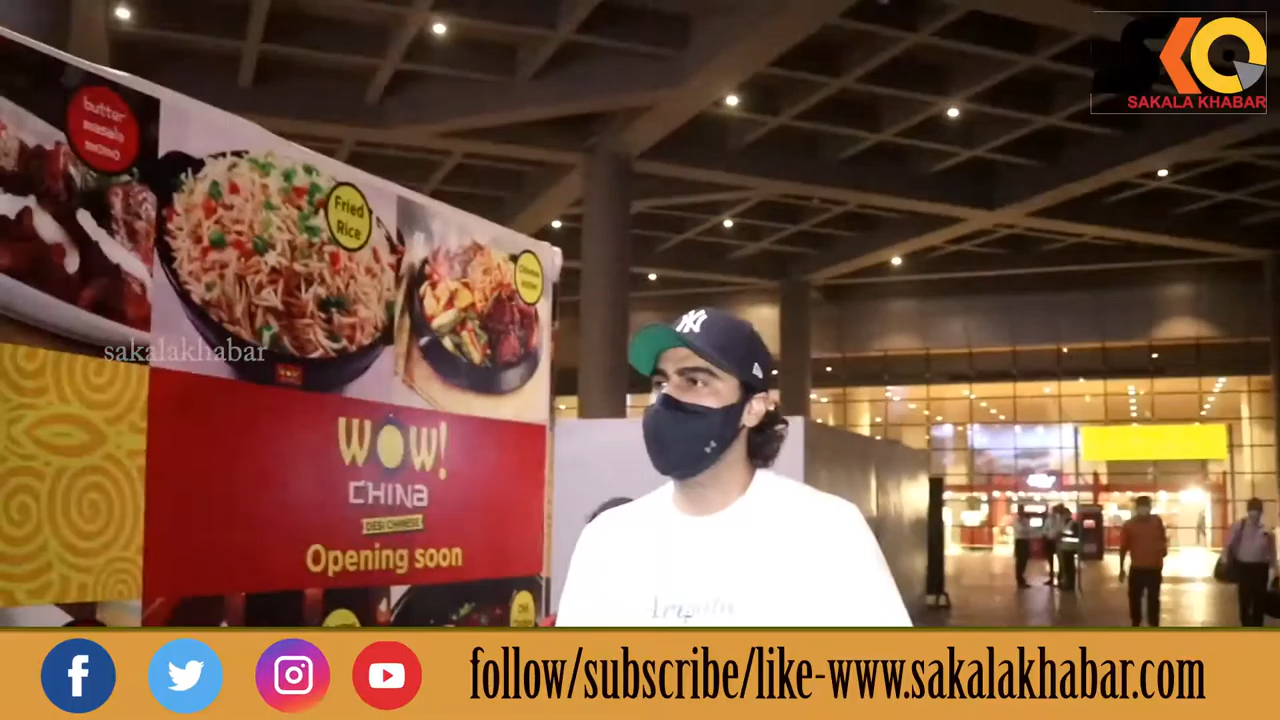 SAKALA KHABAR
butter
masala
momo
Fried
Rice
sakalakhabar
NY
WOW!
CHINA
DESI CHINESE
Opening soon
follow/subscribe/like-www.sakalakhabar.com